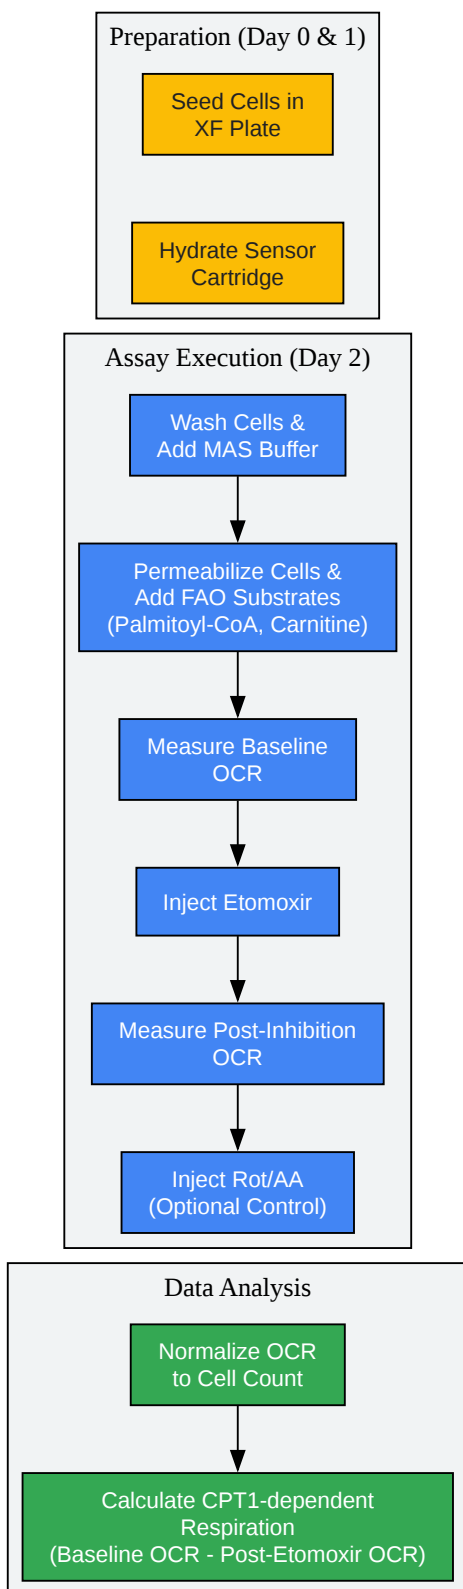 Preparation (Day 0 & 1)
Seed Cells in
XF Plate
Hydrate Sensor
Cartridge
Assay Execution (Day 2)
Wash Cells &
Add MAS Buffer
Permeabilize Cells &
Add FAO Substrates
(Palmitoyl-CoA, Carnitine)
Measure Baseline
OCR
Inject Etomoxir
Measure Post-Inhibition
OCR
Inject Rot/AA
(Optional Control)
Data Analysis
Normalize OCR
to Cell Count
Calculate CPT1-dependent
Respiration
(Baseline OCR - Post-Etomoxir OCR)